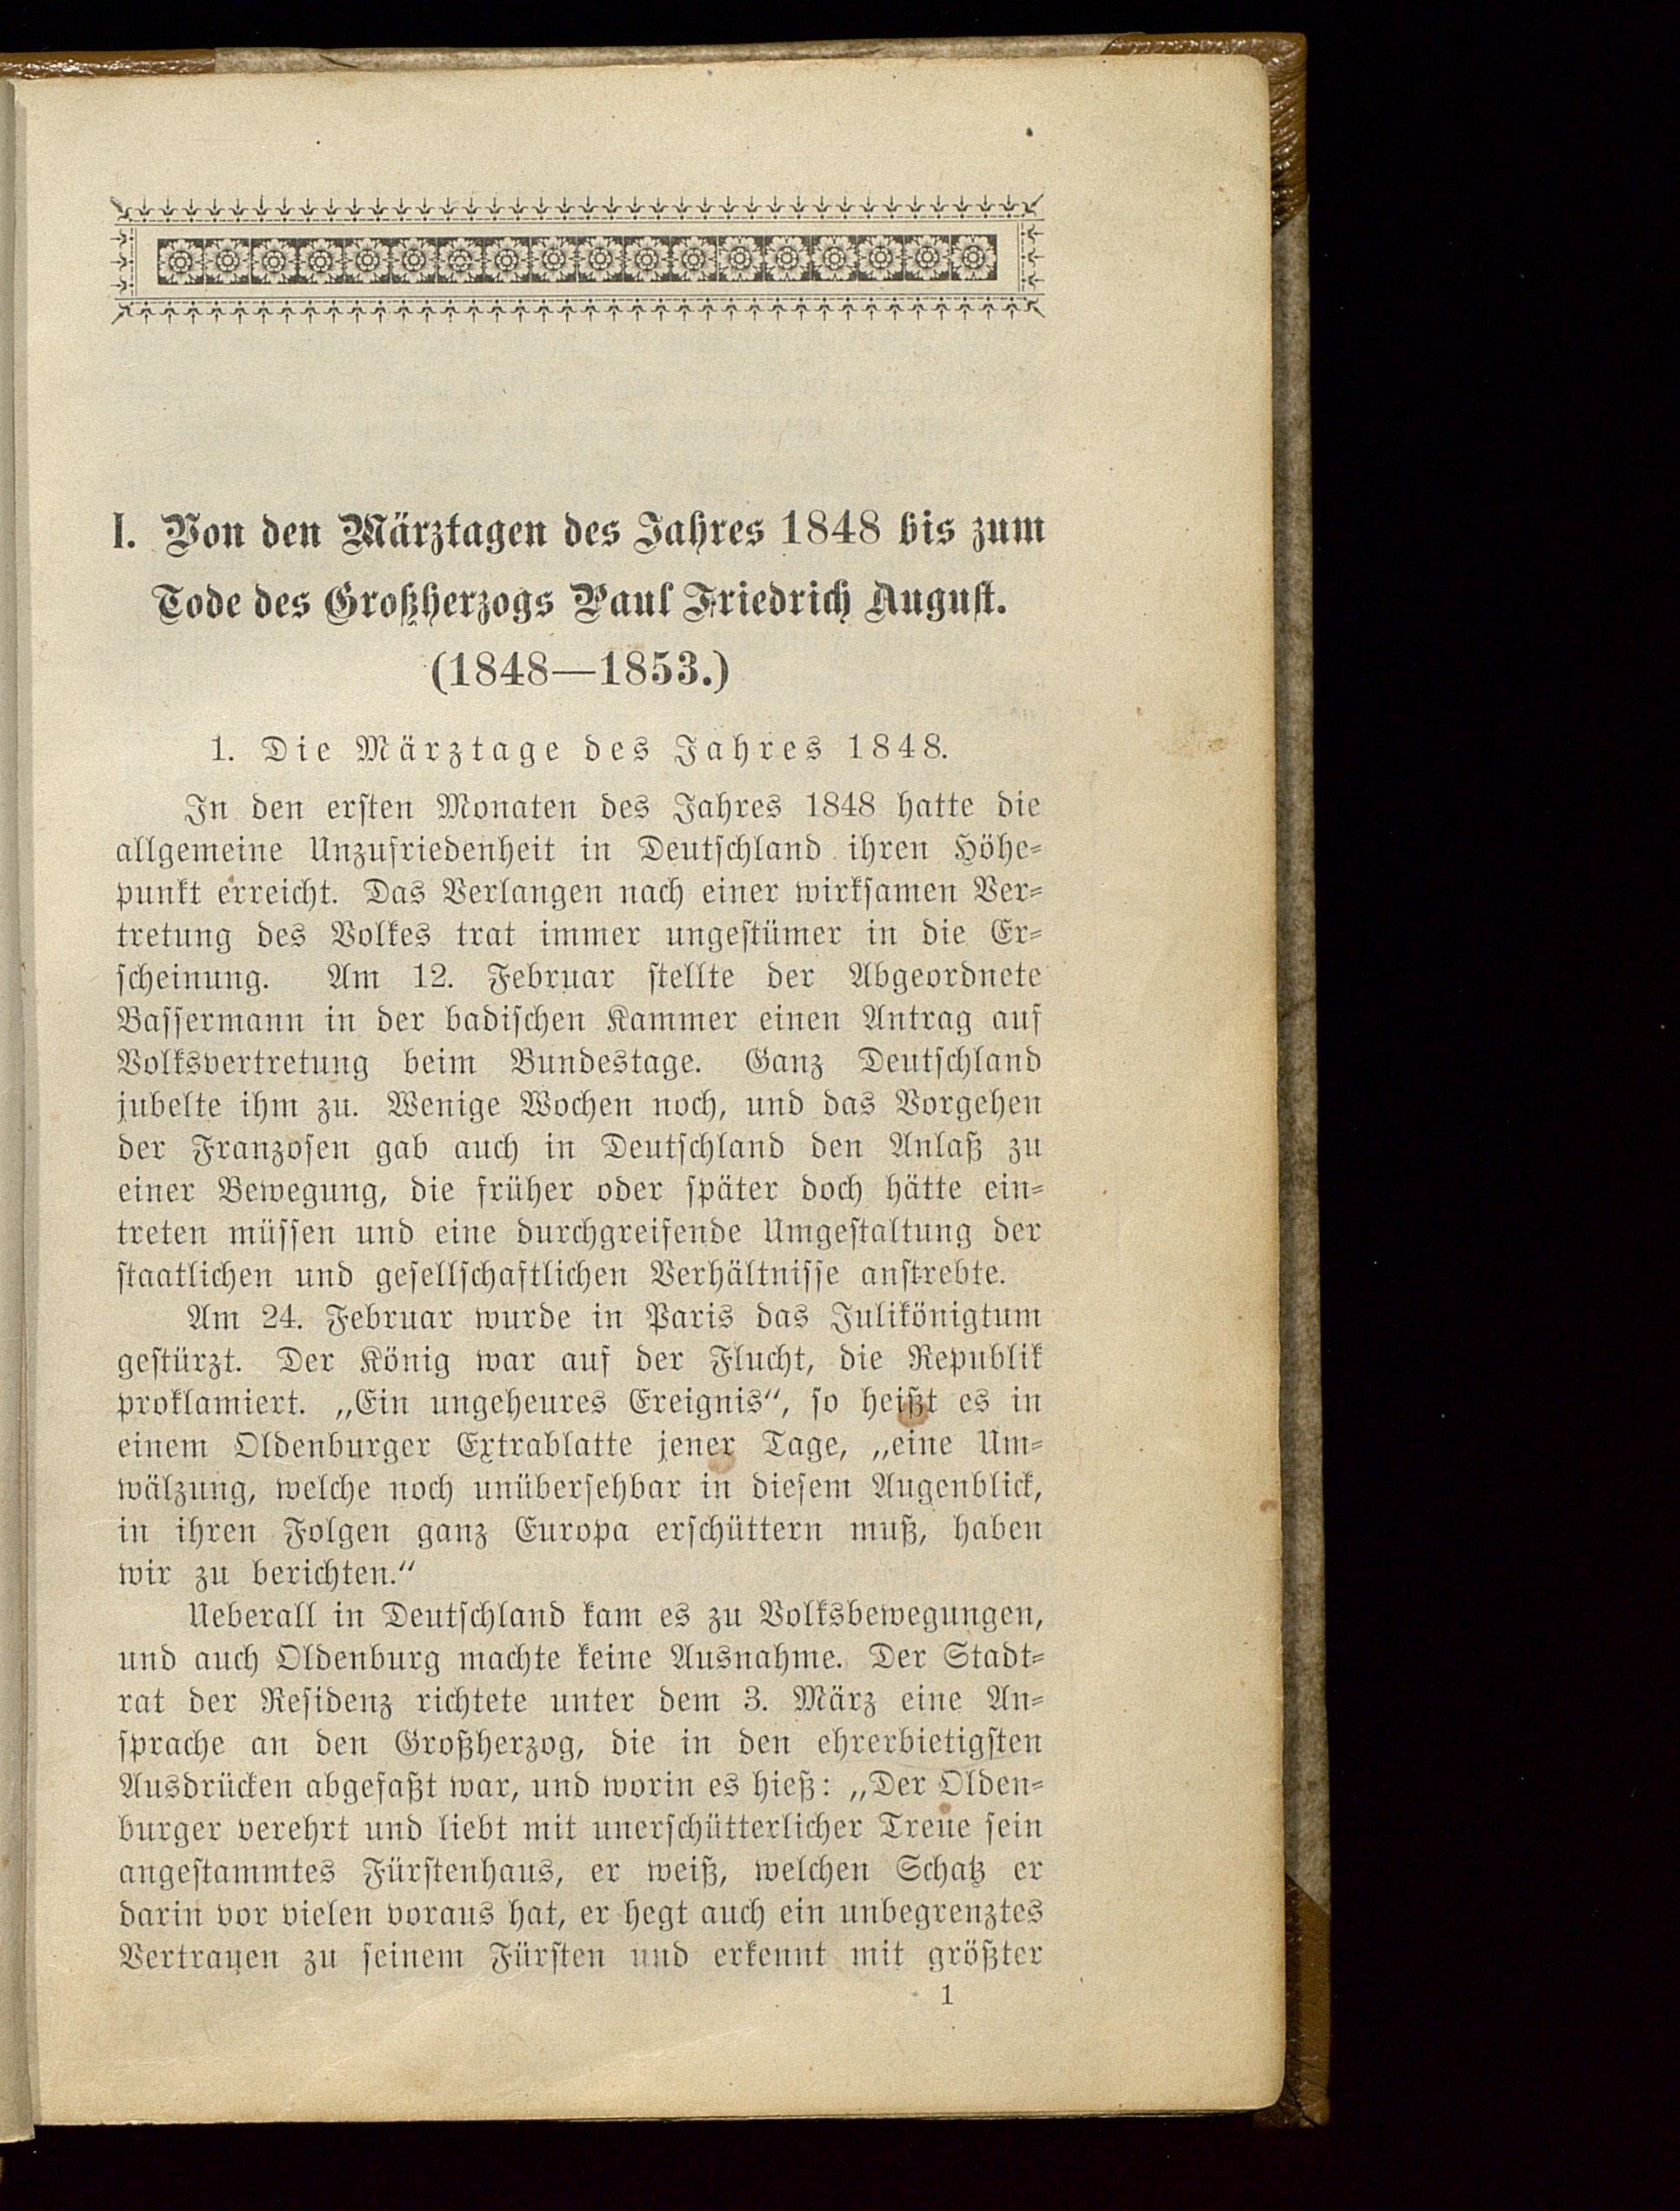 I. Von den Märztagen des Jahres 1848 bis zum
Tode des Großherzogs Paul Friedrich August.
(1848—1853.)
1. Die Märztage des Jahres 1848.
In den ersten Monaten des Jahres 1848 hatte die
allgemeine Unzufriedenheit in Deutschland ihren Höhe-
punkt erreicht. Das Verlangen nach einer wirksamen Ver-
tretung des Volkes trat immer ungestümer in die Er-
scheinung. Am 12. Februar stellte der Abgeordnete
Bassermann in der badischen Kammer einen Antrag auf
Volksvertretung beim Bundestage. Ganz Deutschland
jubelte ihm zu. Wenige Wochen noch, und das Vorgehen
der Franzosen gab auch in Deutschland den Anlaß zu
einer Bewegung, die früher oder später doch hätte ein-
treten müssen und eine durchgreifende Umgestaltung der
staatlichen und gesellschaftlichen Verhältnisse anstrebte.
Am 24. Februar wurde in Paris das Julikönigtum
gestürzt. Der König war auf der Flucht, die Republik
proklamiert. „Ein ungeheures Ereignis“, so heißt es in
einem Oldenburger Extrablatte jener Tage, „eine Um-
wälzung, welche noch unübersehbar in diesem Augenblick,
in ihren Folgen ganz Europa erschüttern muß, haben
wir zu berichten.“
Ueberall in Deutschland kam es zu Volksbewegungen,
und auch Oldenburg machte keine Ausnahme. Der Stadt-
rat der Residenz richtete unter dem 3. März eine An-
sprache an den Großherzog, die in den ehrerbietigsten
Ausdrücken abgefaßt war, und worin es hieß: „Der Olden-
burger verehrt und liebt mit unerschütterlicher Treue sein
angestammtes Fürstenhaus, er weiß, welchen Schatz er
darin vor vielen voraus hat, er hegt auch ein unbegrenztes
Vertrauen zu seinem Fürsten und erkennt mit größter
1